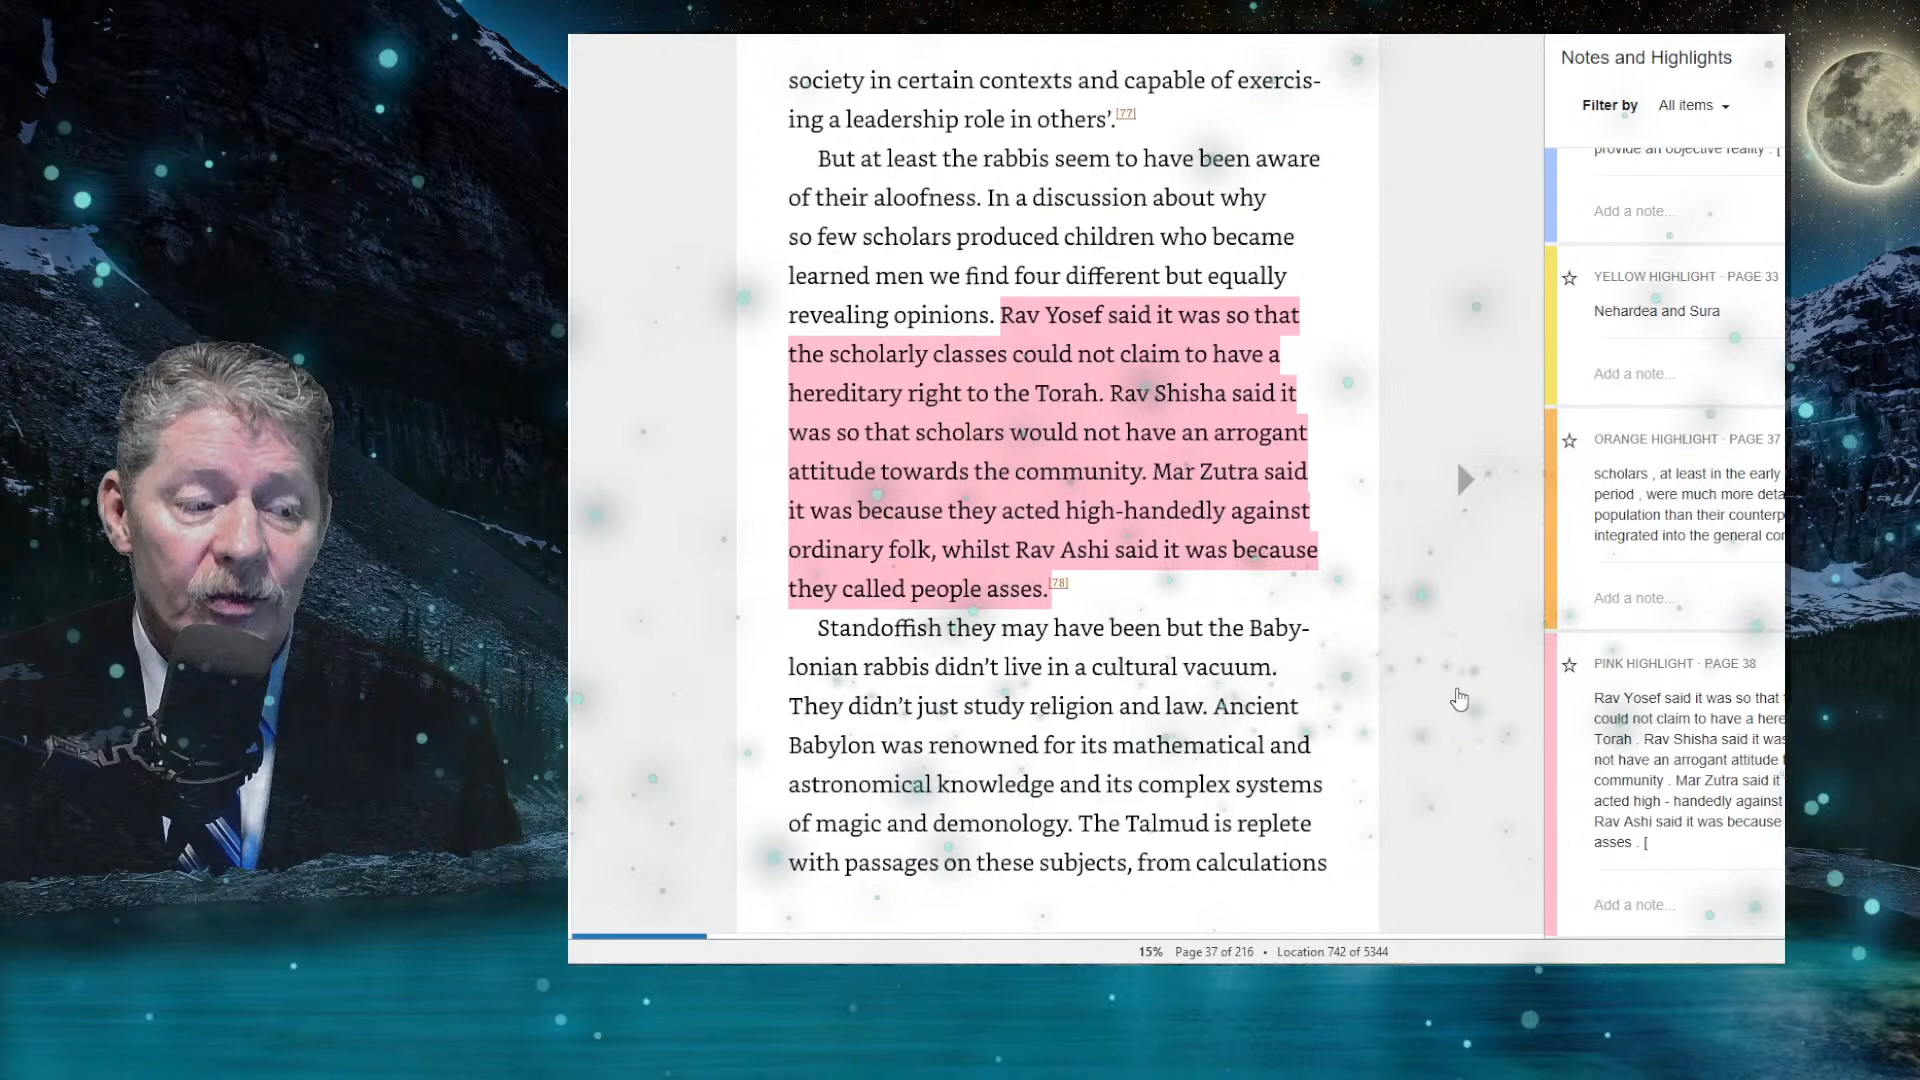 society in certain contexts and capable of exercis-
ing a leadership role in others’.[77]
But at least the rabbis seem to have been aware
of their aloofness. In a discussion about why
so few scholars produced children who became
learned men we find four different but equally
revealing opinions. Rav Yosef said it was so that
the scholarly classes could not claim to have a
hereditary right to the Torah. Rav Shisha said it
was so that scholars would not have an arrogant
attitude towards the community. Mar Zutra said
it was because they acted high-handedly against
ordinary folk, whilst Rav Ashi said it was because
they called people asses.[78]
Standoffish they may have been but the Baby-
lonian rabbis didn’t live in a cultural vacuum.
They didn’t just study religion and law. Ancient
Babylon was renowned for its mathematical and
astronomical knowledge and its complex systems
of magic and demonology. The Talmud is replete
with passages on these subjects, from calculations
15% Page 37 of 216 • Location 742 of 5344
Notes and Highlights
Filter by All items
provide an objective reality . [
Add a note...
YELLOW HIGHLIGHT · PAGE 33
Nehardea and Sura
Add a note...
ORANGE HIGHLIGHT · PAGE 37
scholars , at least in the early
period , were much more
population than their
integrated into the general
.
Add a note...
PINK HIGHLIGHT · PAGE 38
Rav Yosef said it was so that
could not claim to have a
Torah . Rav Shisha said it was
not have an arrogant attitude
community . Mar Zutra said it
acted high - handedly against
Rav Ashi said it was because
asses . [
Add a note...